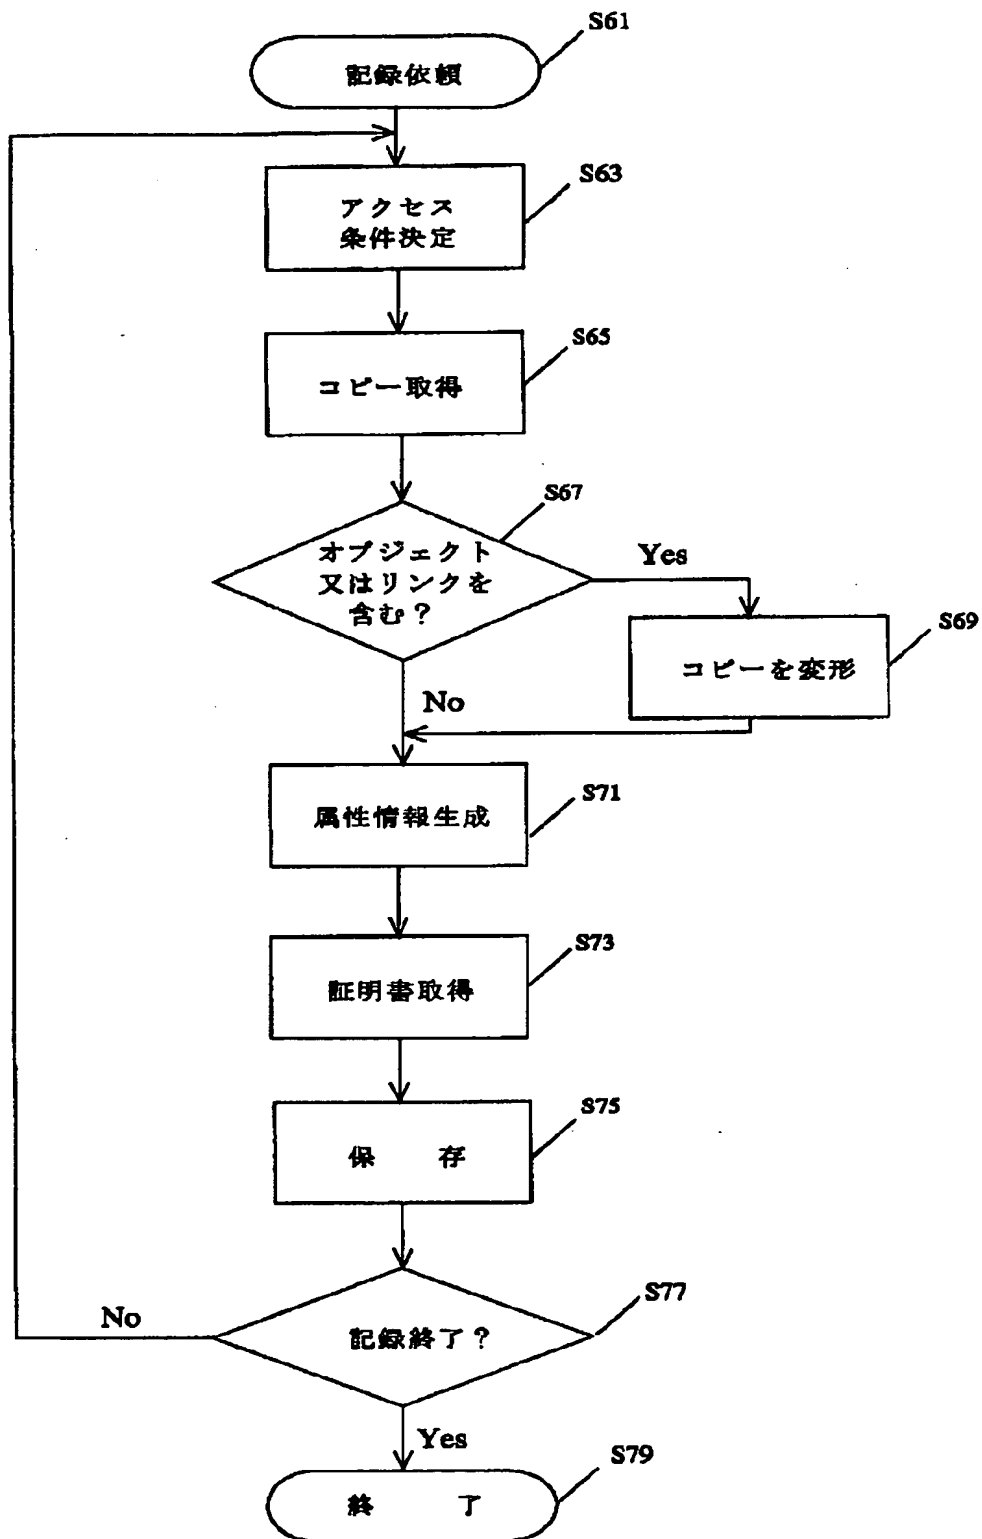 S61
記録依頼
S63
アクセス
条件決定
S65
コピー取得
S67
オブジェクト
又はリンクを
含む？
Yes
S69
コピーを変形
No
S71
属性情報生成
S73
証明書取得
S75
保 存
S77
No
記録終了？
Yes
S79
終 了